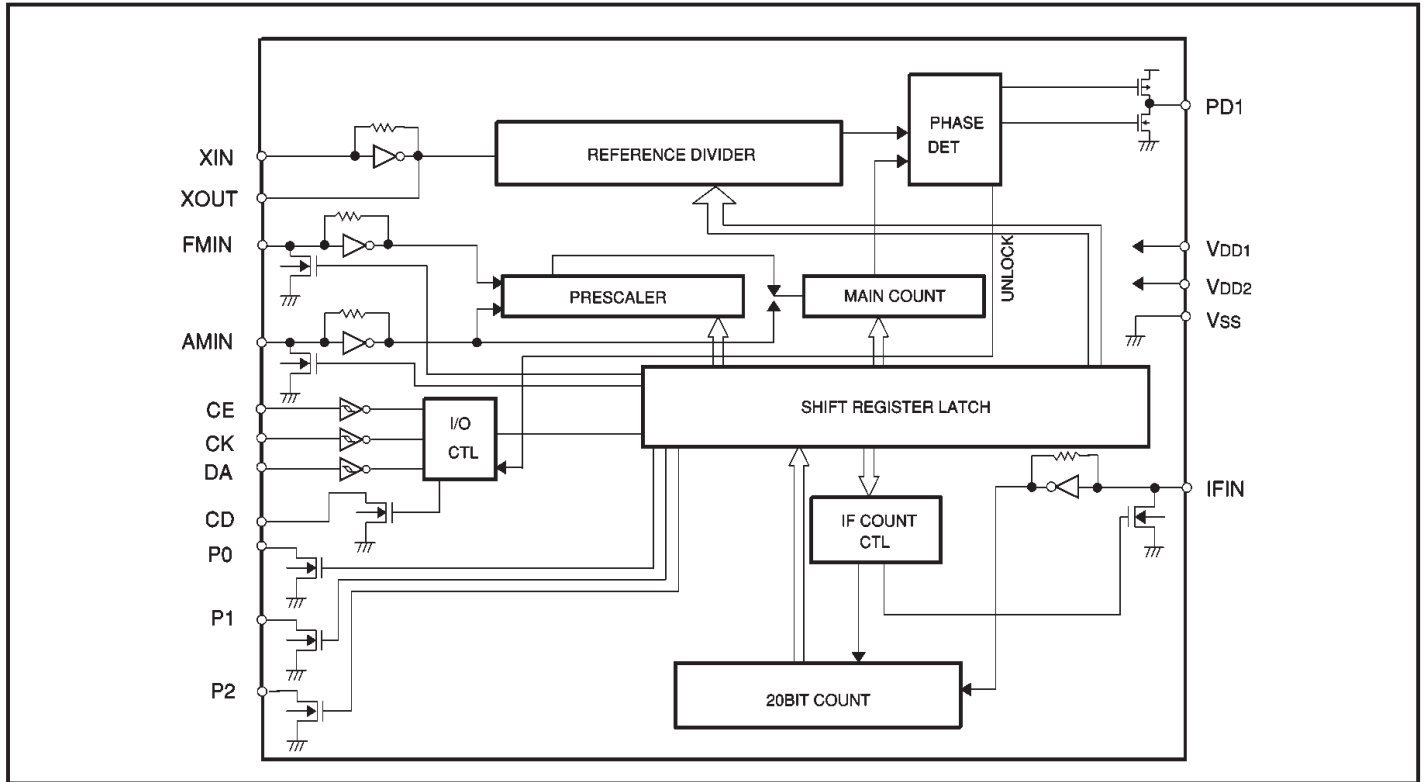 PHASE
DET
PD1
XIN
REFERENCE DIVIDER
XOUT
FMIN
UNLOCK
VDD1
PRESCALER
MAIN COUNT
VDD2
VSS
AMIN
CE
I/O
CTL
SHIFT REGISTER LATCH
CK
DA
IFIN
CD
IF COUNT
CTL
P0
P1
P2
20BIT COUNT